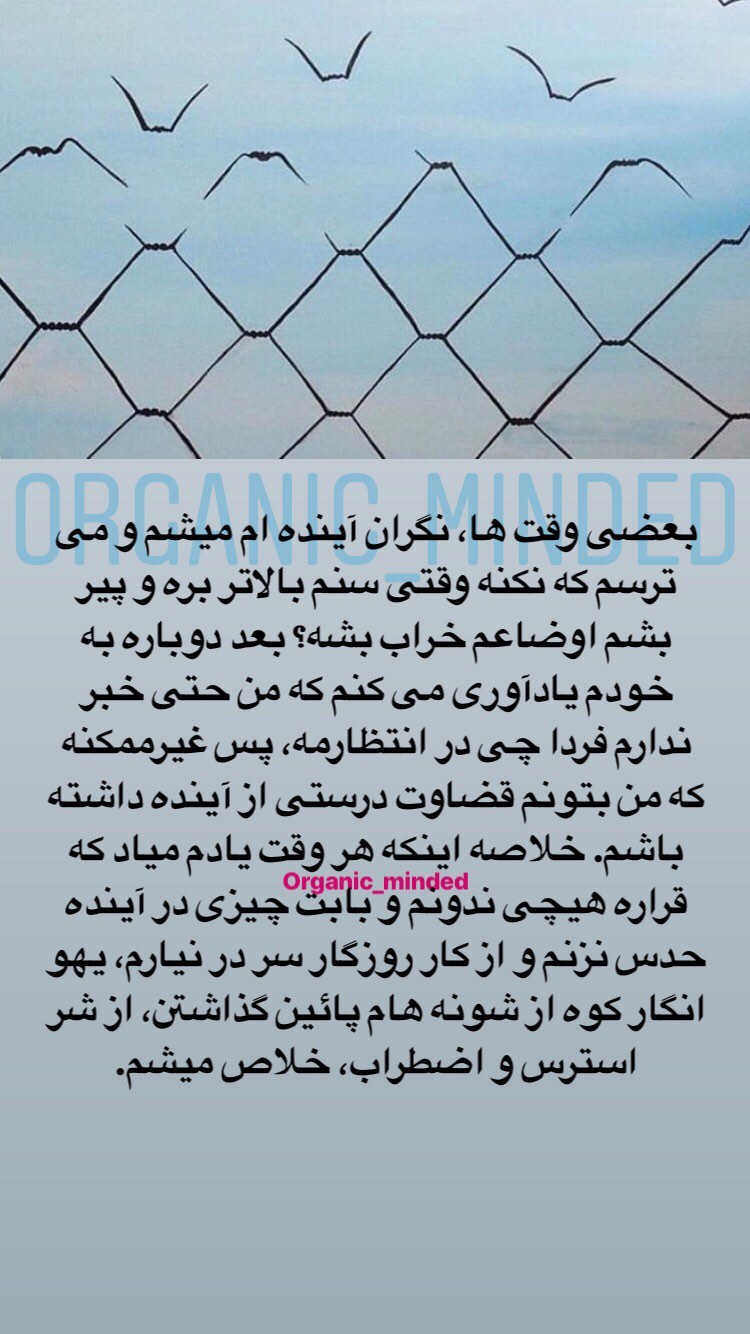 ORGANIC_MINDED
بعضی وقت ها، نگران آینده ام میشم و می
ترسم که نکنه وقتی سنم بالاتر بره و پیر
بشم اوضاعم خراب بشه؟ بعد دوباره به
خودم یادآوری می کنم که من حتی خبر
ندارم فردا چی در انتظارمه، پس غیرممکنه
که من بتونم قضاوت درستی از آینده داشته
باشم. خلاصه اینکه هر وقت یادم میاد که
Organic_minded
قراره هیچی ندونم و بابت چیزی در آینده
حدس نزنم و از کار روزگار سر در نیارم، یهو
انگار کوه از شونه هام پائین گذاشتن، از شر
استرس و اضطراب، خلاص میشم.